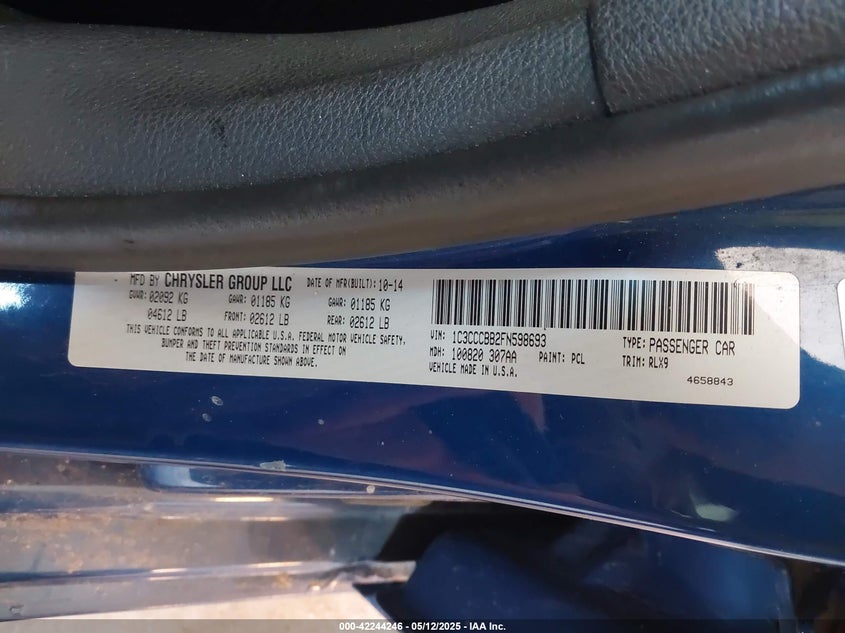 MFD BY CHRYSLER GROUP LLC DATE OF MFR(BUILT): 10-14
GVWR: 02092 KG GAWR: 01185 KG GAWR: 01185 KG
04612 LB FRONT: 02612 LB REAR: 02612 LB
THIS VEHICLE CONFORMS TO ALL APPLICABLE U.S.A. FEDERAL MOTOR VEHICLE SAFETY,
BUMPER AND THEFT PREVENTION STANDARDS IN EFFECT ON
THE DATE OF MANUFACTURE SHOWN ABOVE.
VIN: 1C3CCCBB2FN598693 TYPE: PASSENGER CAR
MDH: 100820 307AA PAINT: PCL TRIM: RLX9
VEHICLE MADE IN U.S.A.
4658843
000-42244246 - 05/12/2025 - IAA Inc.